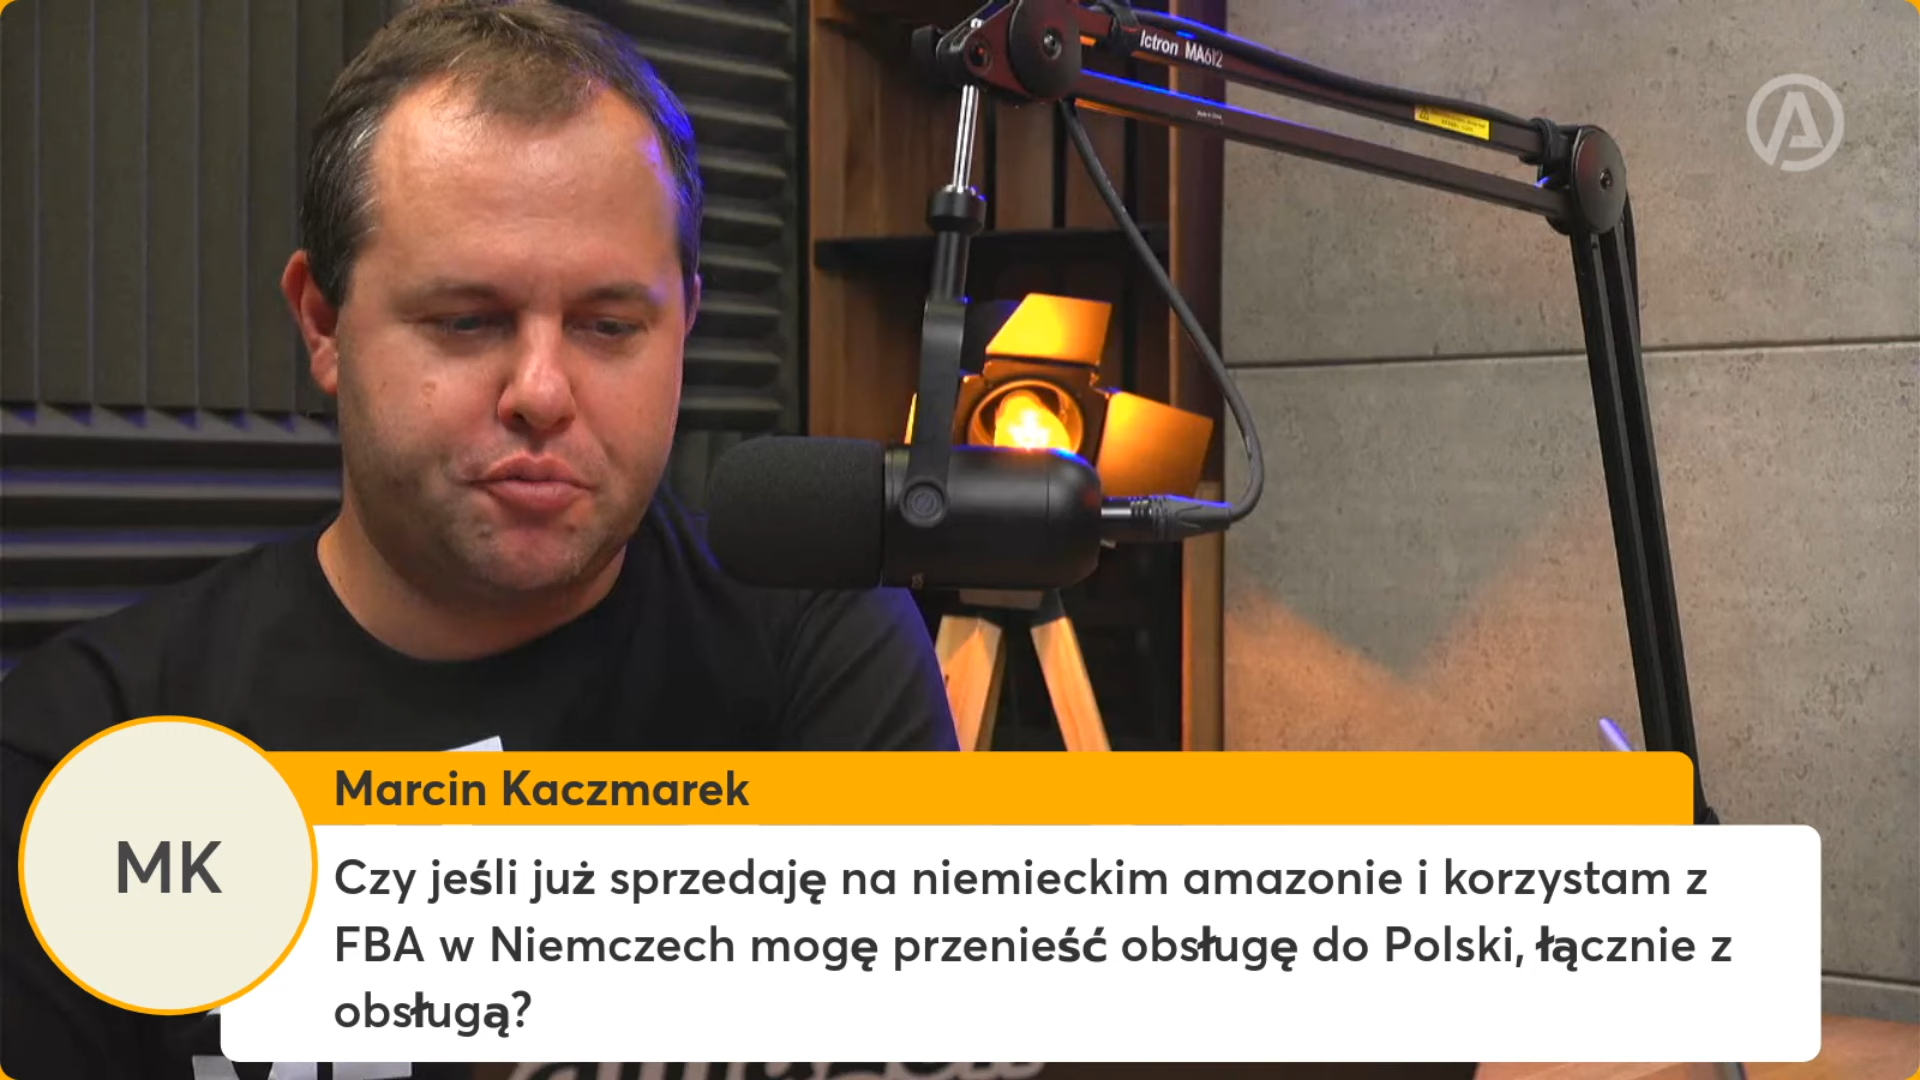 lctron MA612
Marcin Kaczmarek
MK
Czy jeśli już sprzedaję na niemieckim amazonie i korzystam z
FBA w Niemczech mogę przenieść obsługę do Polski, łącznie z
obsługą?